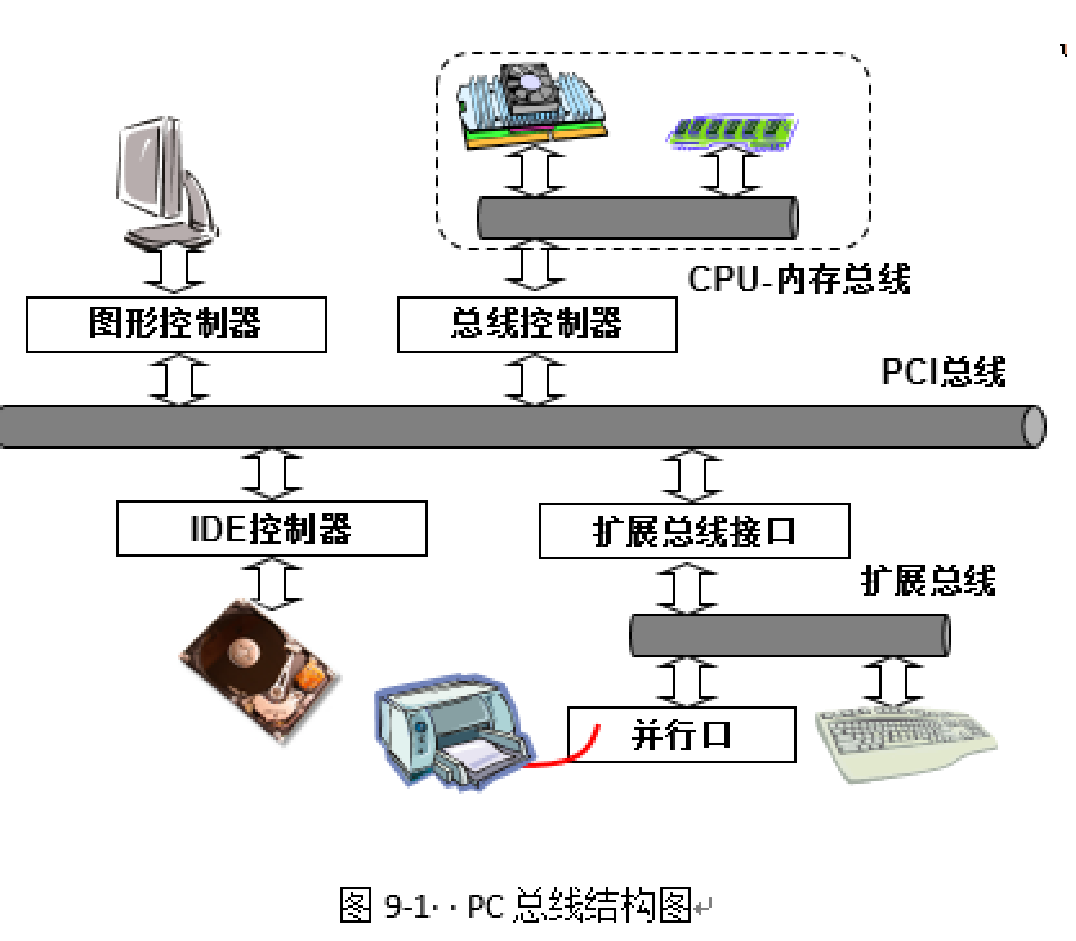 CPU-内存总线
图形控制器
总线控制器
PCI总线
IDE控制器
扩展总线接口
扩展总线
并行口
图 9-1··PC 总线结构图↵